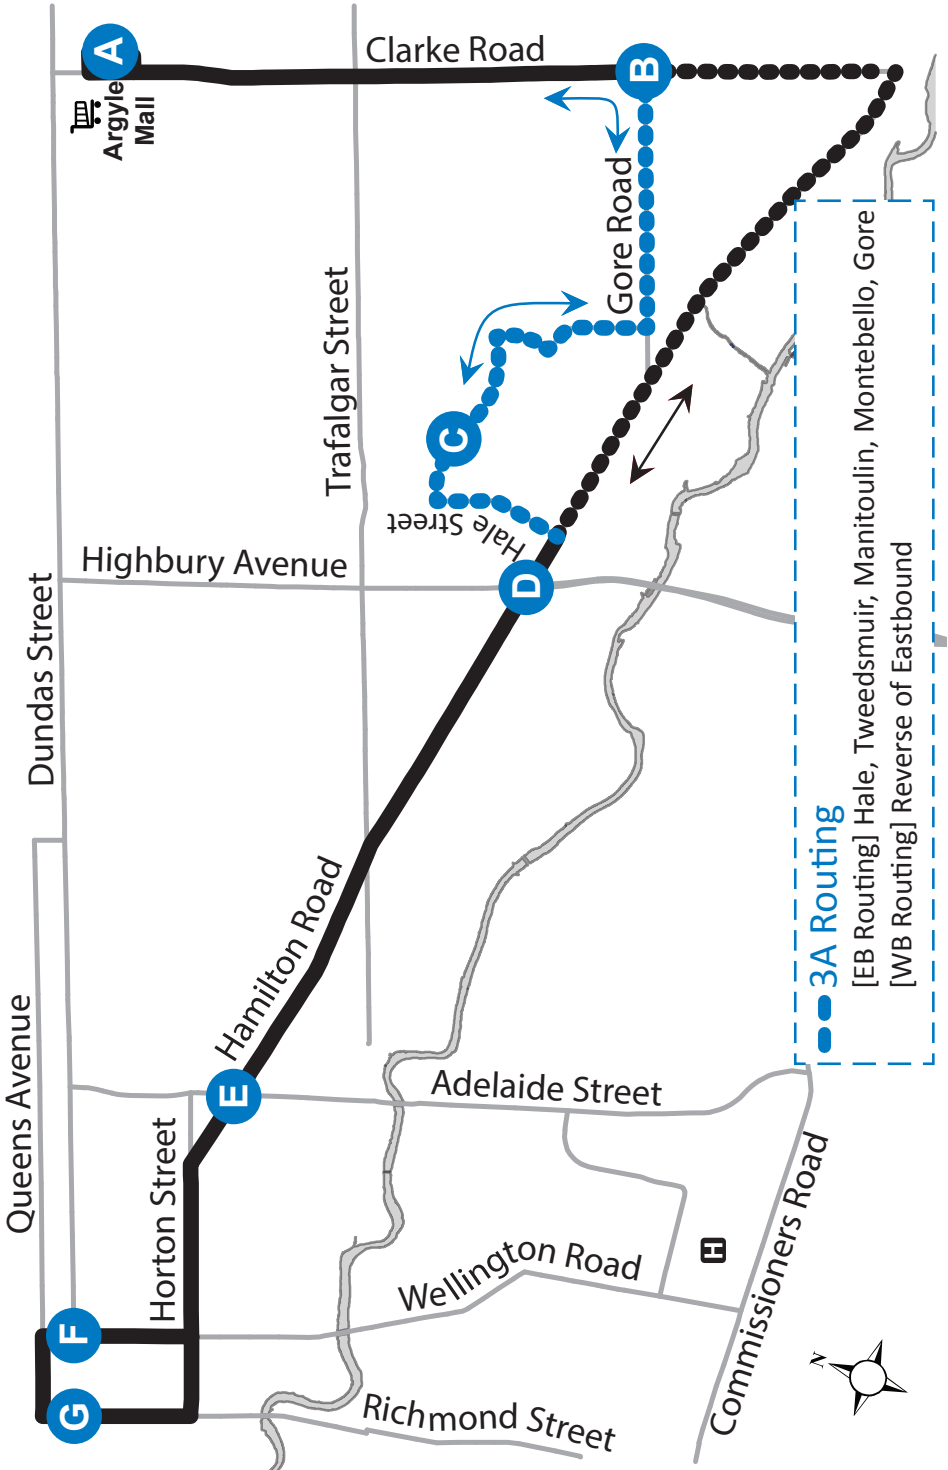 A
Clarke Road
B
Argyle
Mall
Gore Road
Trafalgar Street
C
Hale Street
Highbury Avenue
D
Dundas Street
Hamilton Road
Queens Avenue
E
Adelaide Street
Horton Street
F
G
Wellington Road
Richmond Street
Commissioners Road
H
N
3A Routing
[EB Routing] Hale, Tweedsmuir, Manitoulin, Montebello, Gore
[WB Routing] Reverse of Eastbound